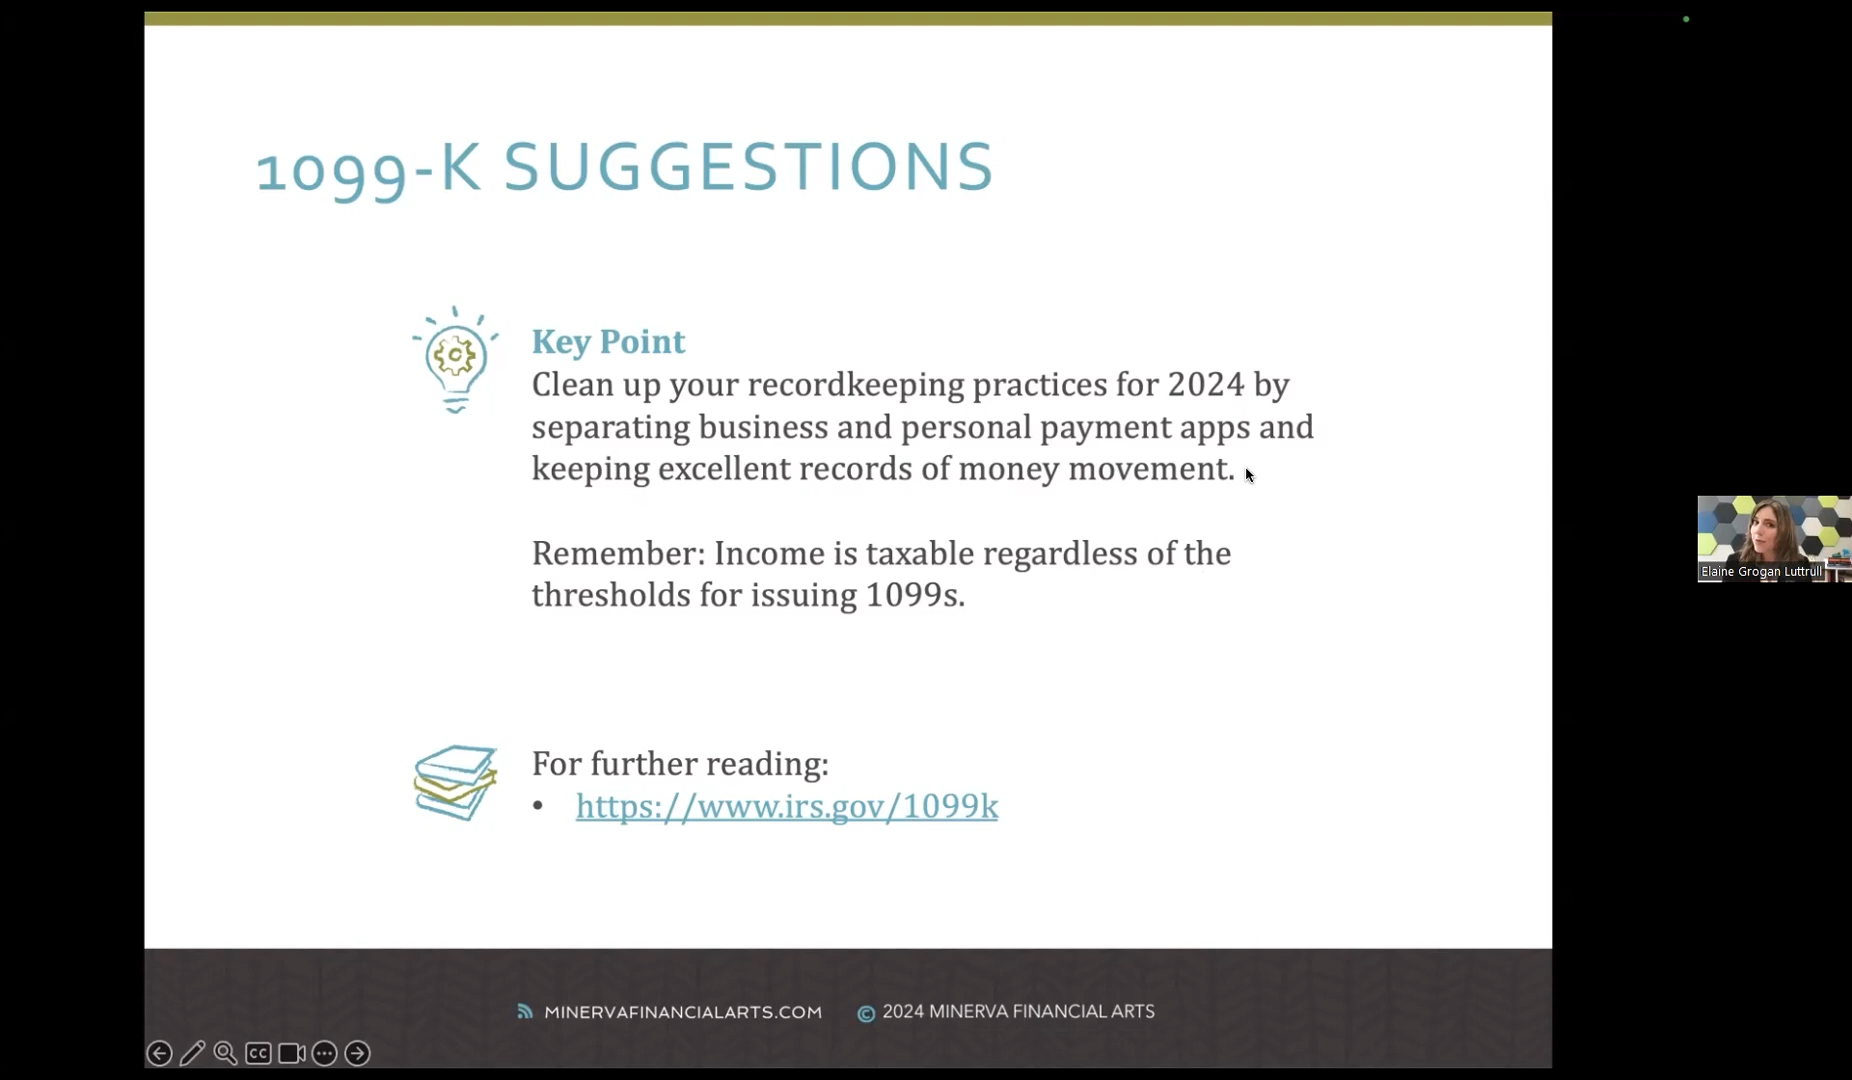 1099-K SUGGESTIONS
Key Point
Clean up your recordkeeping practices for 2024 by
separating business and personal payment apps and
keeping excellent records of money movement.
Remember: Income is taxable regardless of the
thresholds for issuing 1099s.
For further reading:
• https://www.irs.gov/1099k
Elaine Grogan Luttrull
MINERVAFINANCIALARTS.COM © 2024 MINERVA FINANCIAL ARTS
CC